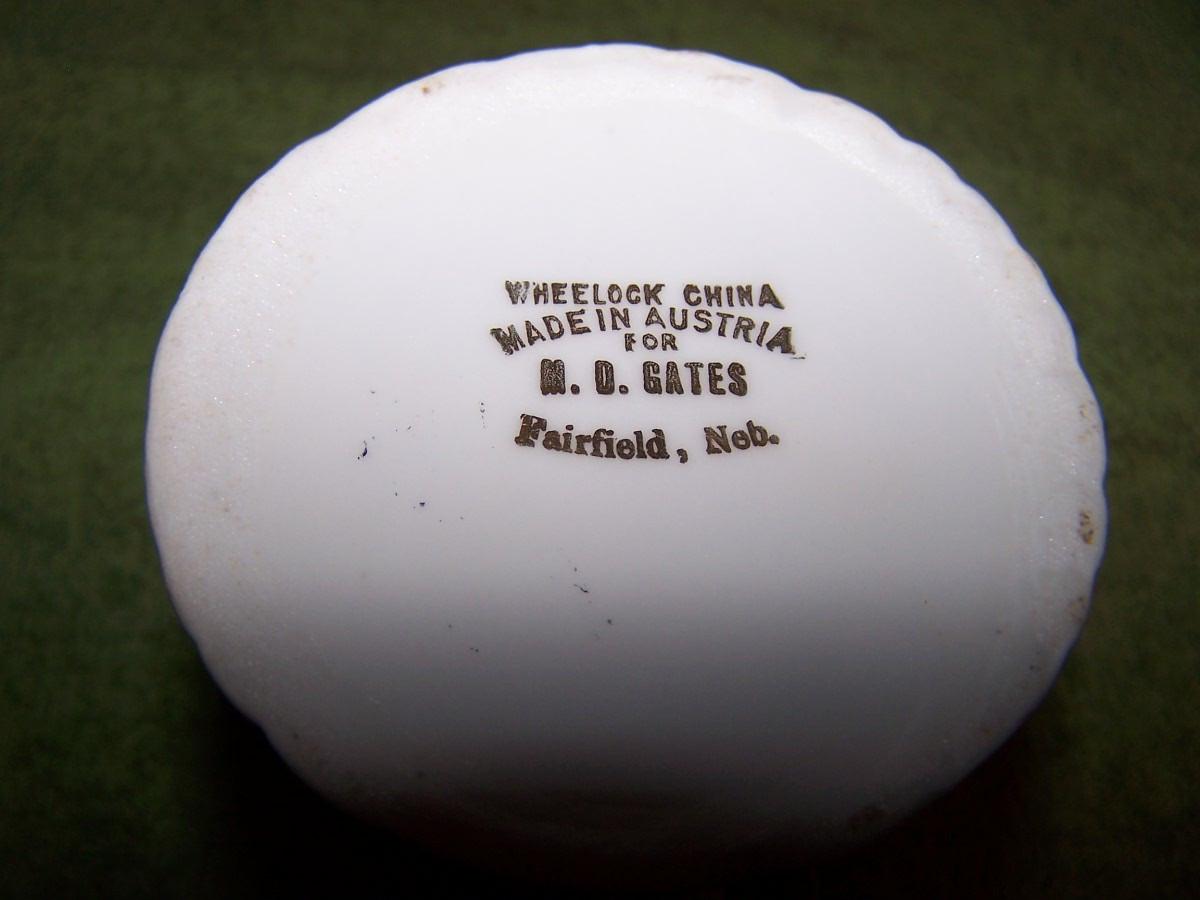 WHEELOCK CHINA
MADE IN AUSTRIA
FOR
M. D. GATES
Fairfield, Neb.